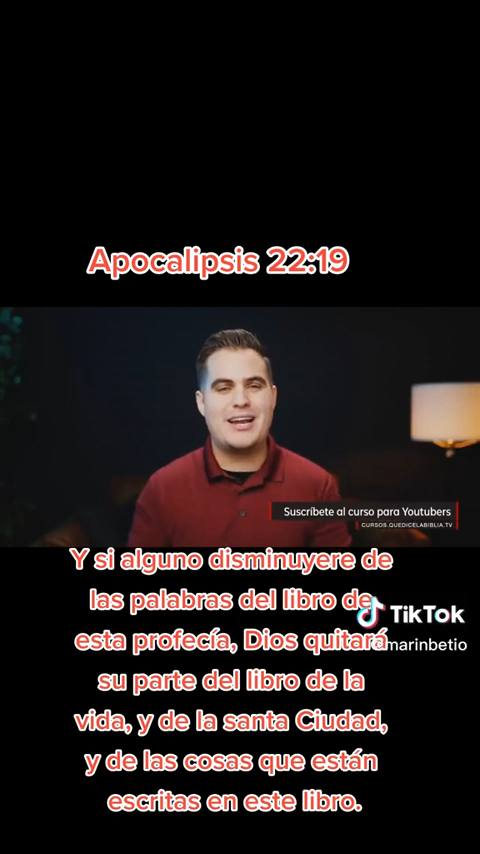 Apocalipsis 22:19
Suscríbete al curso para Youtubers
CURSOS.QUEDICELABIBLIA.TV
Y si alguno disminuyere de
las palabras del libro de
TikTok
esta profecía, Dios quitará
@marinbetio
su parte del libro de la
vida, y de la santa Ciudad,
y de las cosas que están
escritas en este libro.